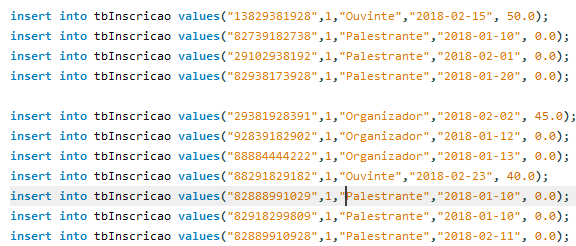 insert into tbInscricao values("13829381928",1,"Ouvinte","2018-02-15", 50.0);
insert into tbInscricao values("82739182738",1,"Palestrante","2018-01-10", 0.0);
insert into tbInscricao values("29102938192",1,"Palestrante","2018-02-01", 0.0);
insert into tbInscricao values("82938173928",1,"Palestrante","2018-01-20", 0.0);
insert into tbInscricao values("29381928391",1,"Organizador","2018-02-02", 45.0);
insert into tbInscricao values("92839182902",1,"Organizador","2018-01-12", 0.0);
insert into tbInscricao values("88884444222",1,"Organizador","2018-01-13", 0.0);
insert into tbInscricao values("88291829182",1,"Ouvinte","2018-02-23", 40.0);
insert into tbInscricao values("82888991029",1,"Palestrante","2018-01-10", 0.0);
insert into tbInscricao values("82918299809",1,"Palestrante","2018-01-10", 0.0);
insert into tbInscricao values("82889910928",1,"Palestrante","2018-02-11", 0.0);